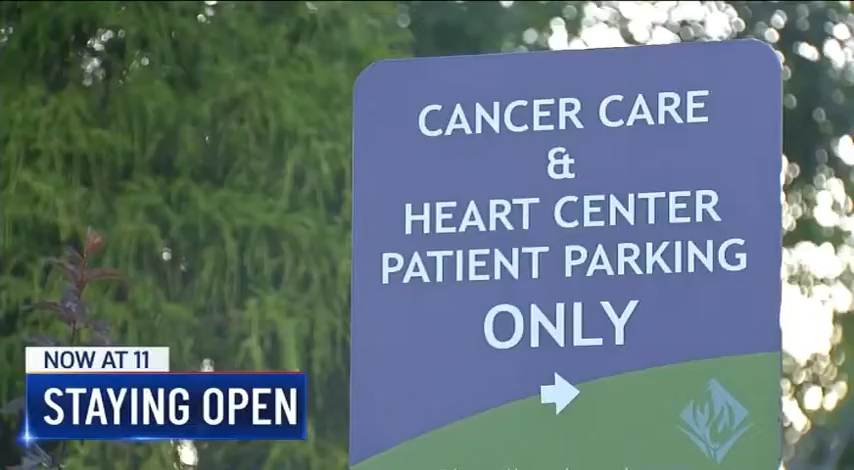 CANCER CARE
&
HEART CENTER
PATIENT PARKING
ONLY
NOW AT 11
STAYING OPEN